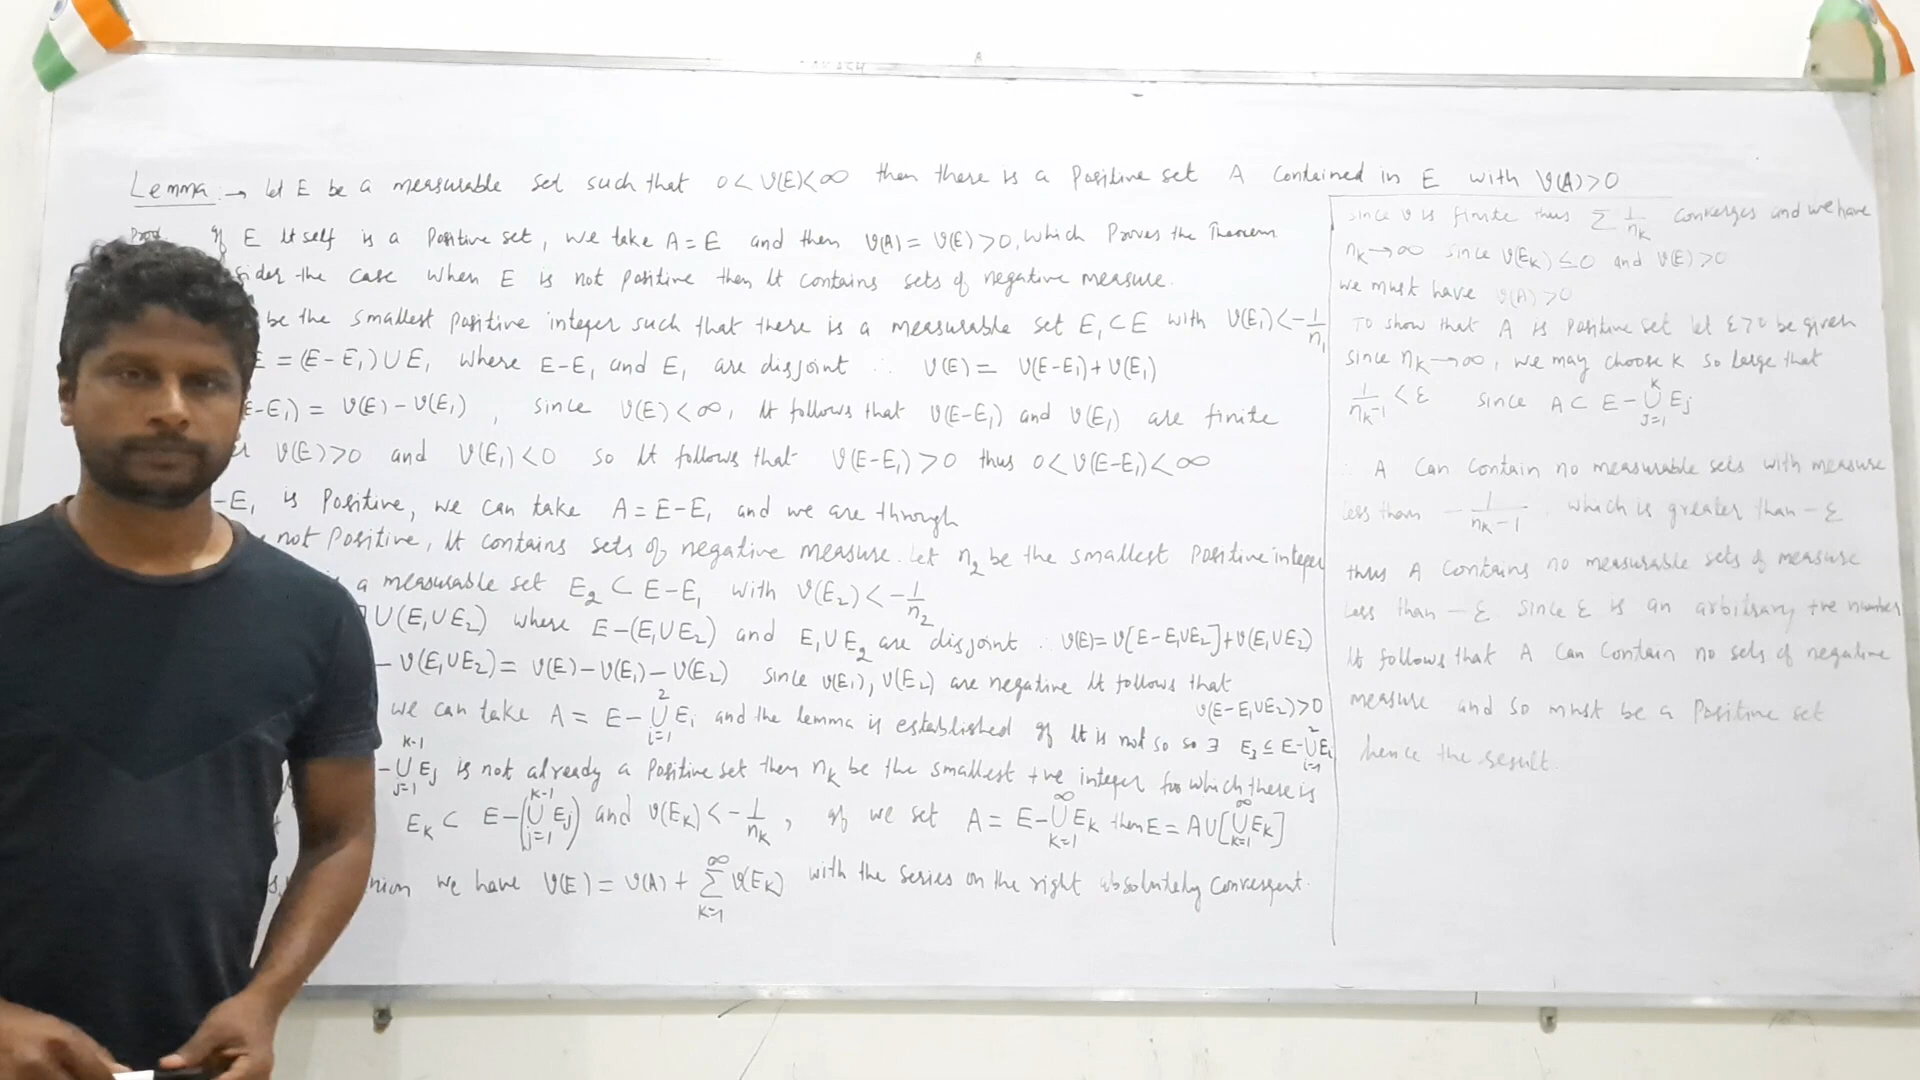 Lemma :→ let E be a measurable set such that 0 < ν(E) < ∞ then there is a Positive set A contained in E with ν(A) > 0
Proof If E itself is a Positive set, we take A = E and then ν(A) = ν(E) > 0, which Proves the Theorem
sider the case when E is not positive then it contains sets of negative measure.
be the smallest positive integer such that there is a measurable set E₁ ⊂ E with ν(E₁) < -1/n₁
E = (E-E₁) ∪ E₁ where E-E₁ and E₁ are disjoint ∴ ν(E) = ν(E-E₁) + ν(E₁)
E-E₁) = ν(E) - ν(E₁) , since ν(E) < ∞, it follows that ν(E-E₁) and ν(E₁) are finite
ν(E) > 0 and ν(E₁) < 0 so it follows that ν(E-E₁) > 0 thus 0 < ν(E-E₁) < ∞
-E₁ is Positive, we can take A = E-E₁ and we are through
not Positive, it contains sets of negative measure. let n₂ be the smallest positive integer
a measurable set E₂ ⊂ E-E₁ with ν(E₂) < -1/n₂
∪(E₁∪E₂) where E-(E₁∪E₂) and E₁∪E₂ are disjoint ∴ ν(E) = ν[E-E₁∪E₂] + ν(E₁∪E₂)
- ν(E₁∪E₂) = ν(E) - ν(E₁) - ν(E₂) since ν(E₁), ν(E₂) are negative it follows that
ν(E-E₁∪E₂) > 0
we can take A = E - ⋃_{i=1}^{2} Eᵢ and the lemma is established If it is not so so ∃ E₃ ⊆ E - ⋃_{i=1}^{2} Eᵢ
- ⋃_{j=1}^{k-1} Eⱼ is not already a Positive set then nₖ be the smallest +ve integer for which there is
Eₖ ⊂ E - (⋃_{j=1}^{k-1} Eⱼ) and ν(Eₖ) < -1/nₖ , If we set A = E - ⋃_{k=1}^{∞} Eₖ then E = A∪[⋃_{k=1}^{∞} Eₖ]
nion we have ν(E) = ν(A) + Σ_{k=1}^{∞} ν(Eₖ) with the series on the right absolutely convergent.
since ν is finite thus Σ 1/nₖ converges and we have
nₖ → ∞ since ν(Eₖ) ≤ 0 and ν(E) > 0
we must have ν(A) > 0
To show that A is positive set let ε > 0 be given
since nₖ → ∞, we may choose k so large that
1/(nₖ-1) < ε since A ⊂ E - ⋃_{j=1}^{k} Eⱼ
∴ A can contain no measurable sets with measure
less than -1/(nₖ-1) . which is greater than -ε
thus A contains no measurable sets of measure
less than -ε. since ε is an arbitrary +ve number
It follows that A can contain no sets of negative
measure and so must be a Positive set
hence the result.